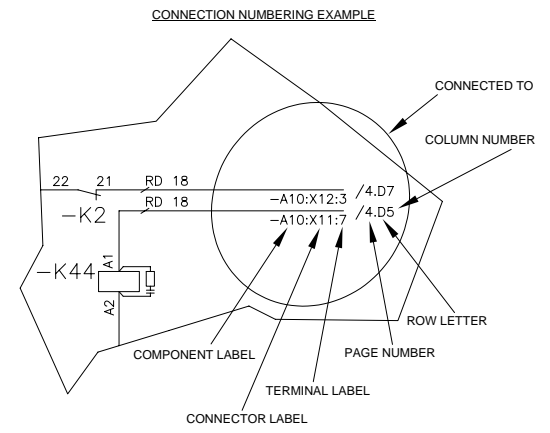 CONNECTION NUMBERING EXAMPLE
CONNECTED TO
COLUMN NUMBER
22 21 RD 18
-K2
RD 18
-A10:X12:3 /4.D7
-A10:X11:7 /4.D5
-K44
A1
A2
ROW LETTER
COMPONENT LABEL
PAGE NUMBER
TERMINAL LABEL
CONNECTOR LABEL